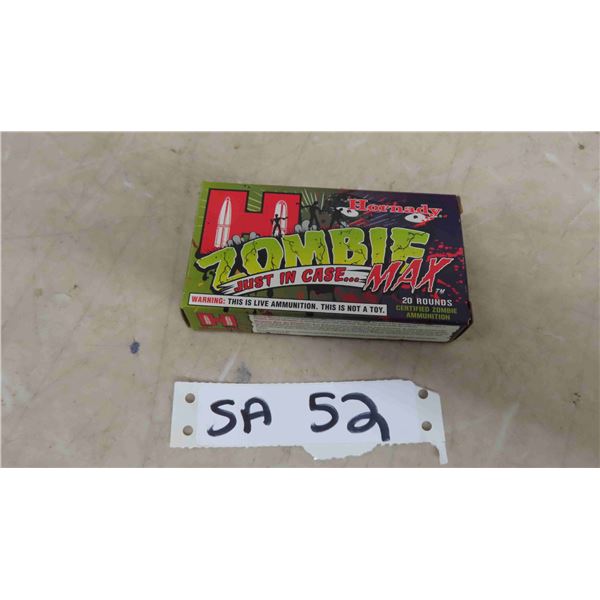 H Hornady
ZOMBIE
JUST IN CASE... MAX™
WARNING: THIS IS LIVE AMMUNITION. THIS IS NOT A TOY.
20 ROUNDS
CERTIFIED ZOMBIE
AMMUNITION
H
SA 52